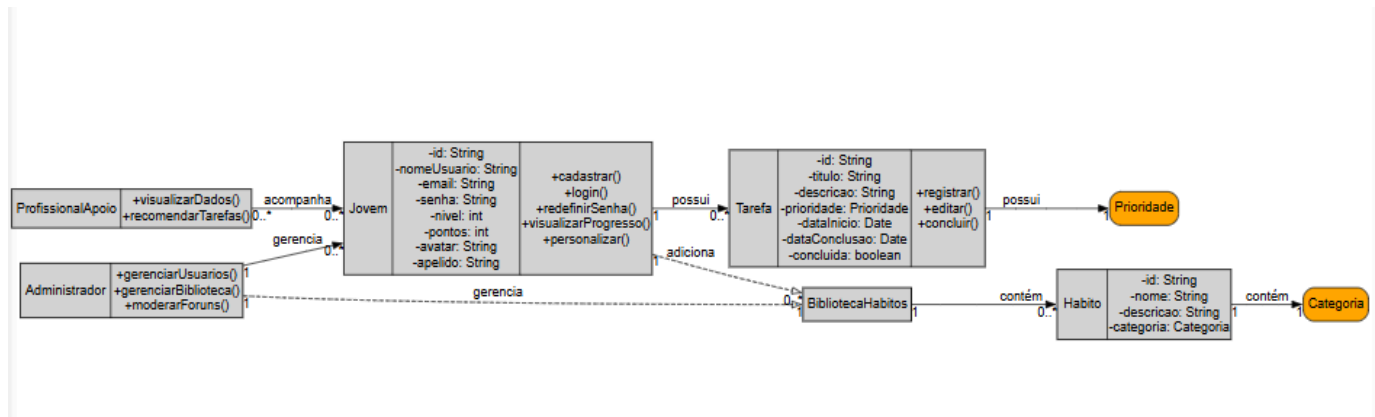 ProfissionalApoio
+visualizarDados()
+recomendarTarefas()
0..*
acompanha
0..*
Administrador
+gerenciarUsuarios()
+gerenciarBiblioteca()
+moderarForuns()
1
gerencia
0..*
1
gerencia
1
Jovem
-id: String
-nomeUsuario: String
-email: String
-senha: String
-nivel: int
-pontos: int
-avatar: String
-apelido: String
+cadastrar()
+login()
+redefinirSenha()
+visualizarProgresso()
+personalizar()
1
possui
0..*
1
adiciona
0..*
Tarefa
-id: String
-titulo: String
-descricao: String
-prioridade: Prioridade
-dataInicio: Date
-dataConclusao: Date
-concluida: boolean
+registrar()
+editar()
+concluir()
1
possui
1
Prioridade
BibliotecaHabitos
1
contém
0..*
Habito
-id: String
-nome: String
-descricao: String
-categoria: Categoria
1
contém
1
Categoria